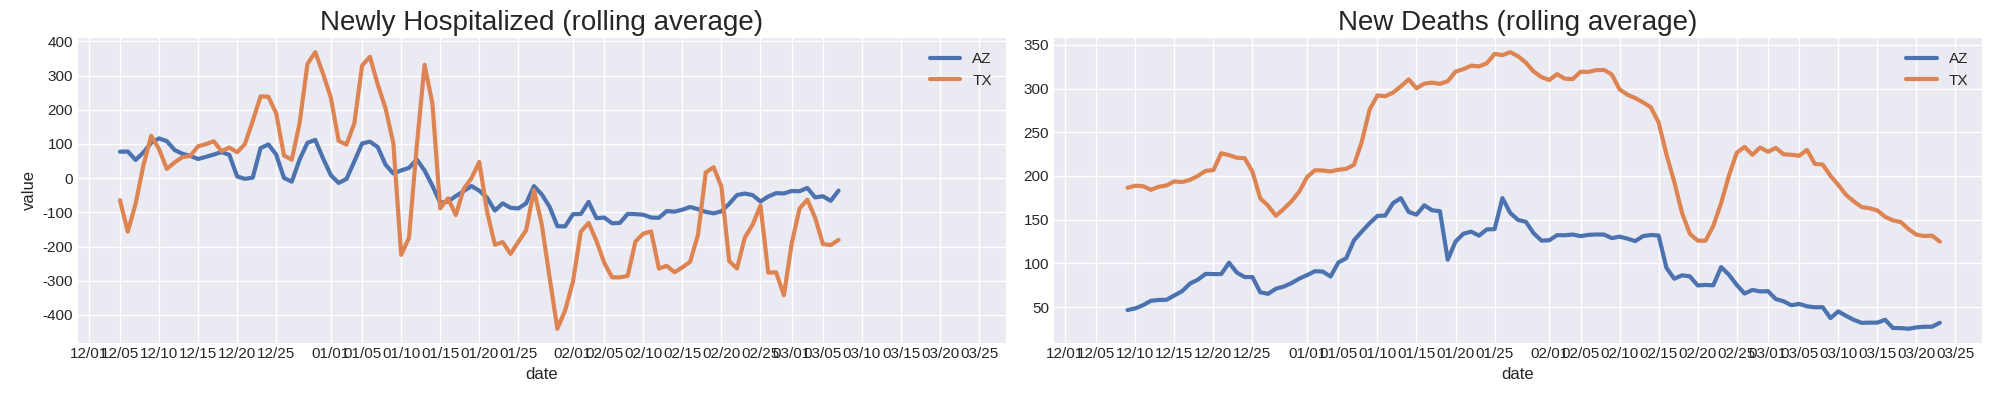 Newly Hospitalized (rolling average)
400
300
200
100
0
-100
-200
-300
-400
value
AZ
TX
12/01 12/05 12/10 12/15 12/20 12/25 01/01 01/05 01/10 01/15 01/20 01/25 02/01 02/05 02/10 02/15 02/20 02/25 03/01 03/05 03/10 03/15 03/20 03/25
date
New Deaths (rolling average)
350
300
250
200
150
100
50
AZ
TX
12/01 12/05 12/10 12/15 12/20 12/25 01/01 01/05 01/10 01/15 01/20 01/25 02/01 02/05 02/10 02/15 02/20 02/25 03/01 03/05 03/10 03/15 03/20 03/25
date